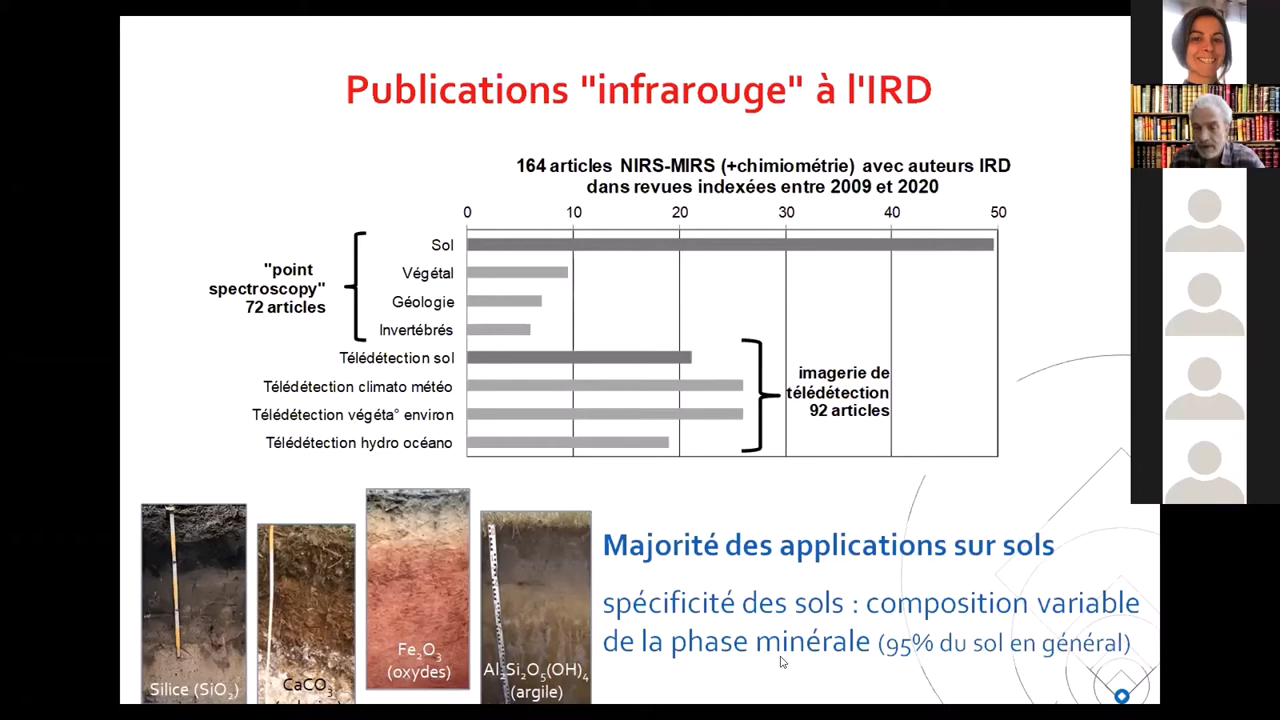 Publications "infrarouge" à l'IRD
164 articles NIRS-MIRS (+chimiométrie) avec auteurs IRD
dans revues indexées entre 2009 et 2020
0 10 20 30 40 50
Sol
Végétal
Géologie
Invertébrés
Télédétection sol
Télédétection climato météo
Télédétection végéta° environ
Télédétection hydro océano
"point
spectroscopy"
72 articles
imagerie de
télédétection
92 articles
Silice (SiO₂)
CaCO₃
Fe₂O₃
(oxydes)
Al₂Si₂O₅(OH)₄
(argile)
Majorité des applications sur sols
spécificité des sols : composition variable
de la phase minérale (95% du sol en général)